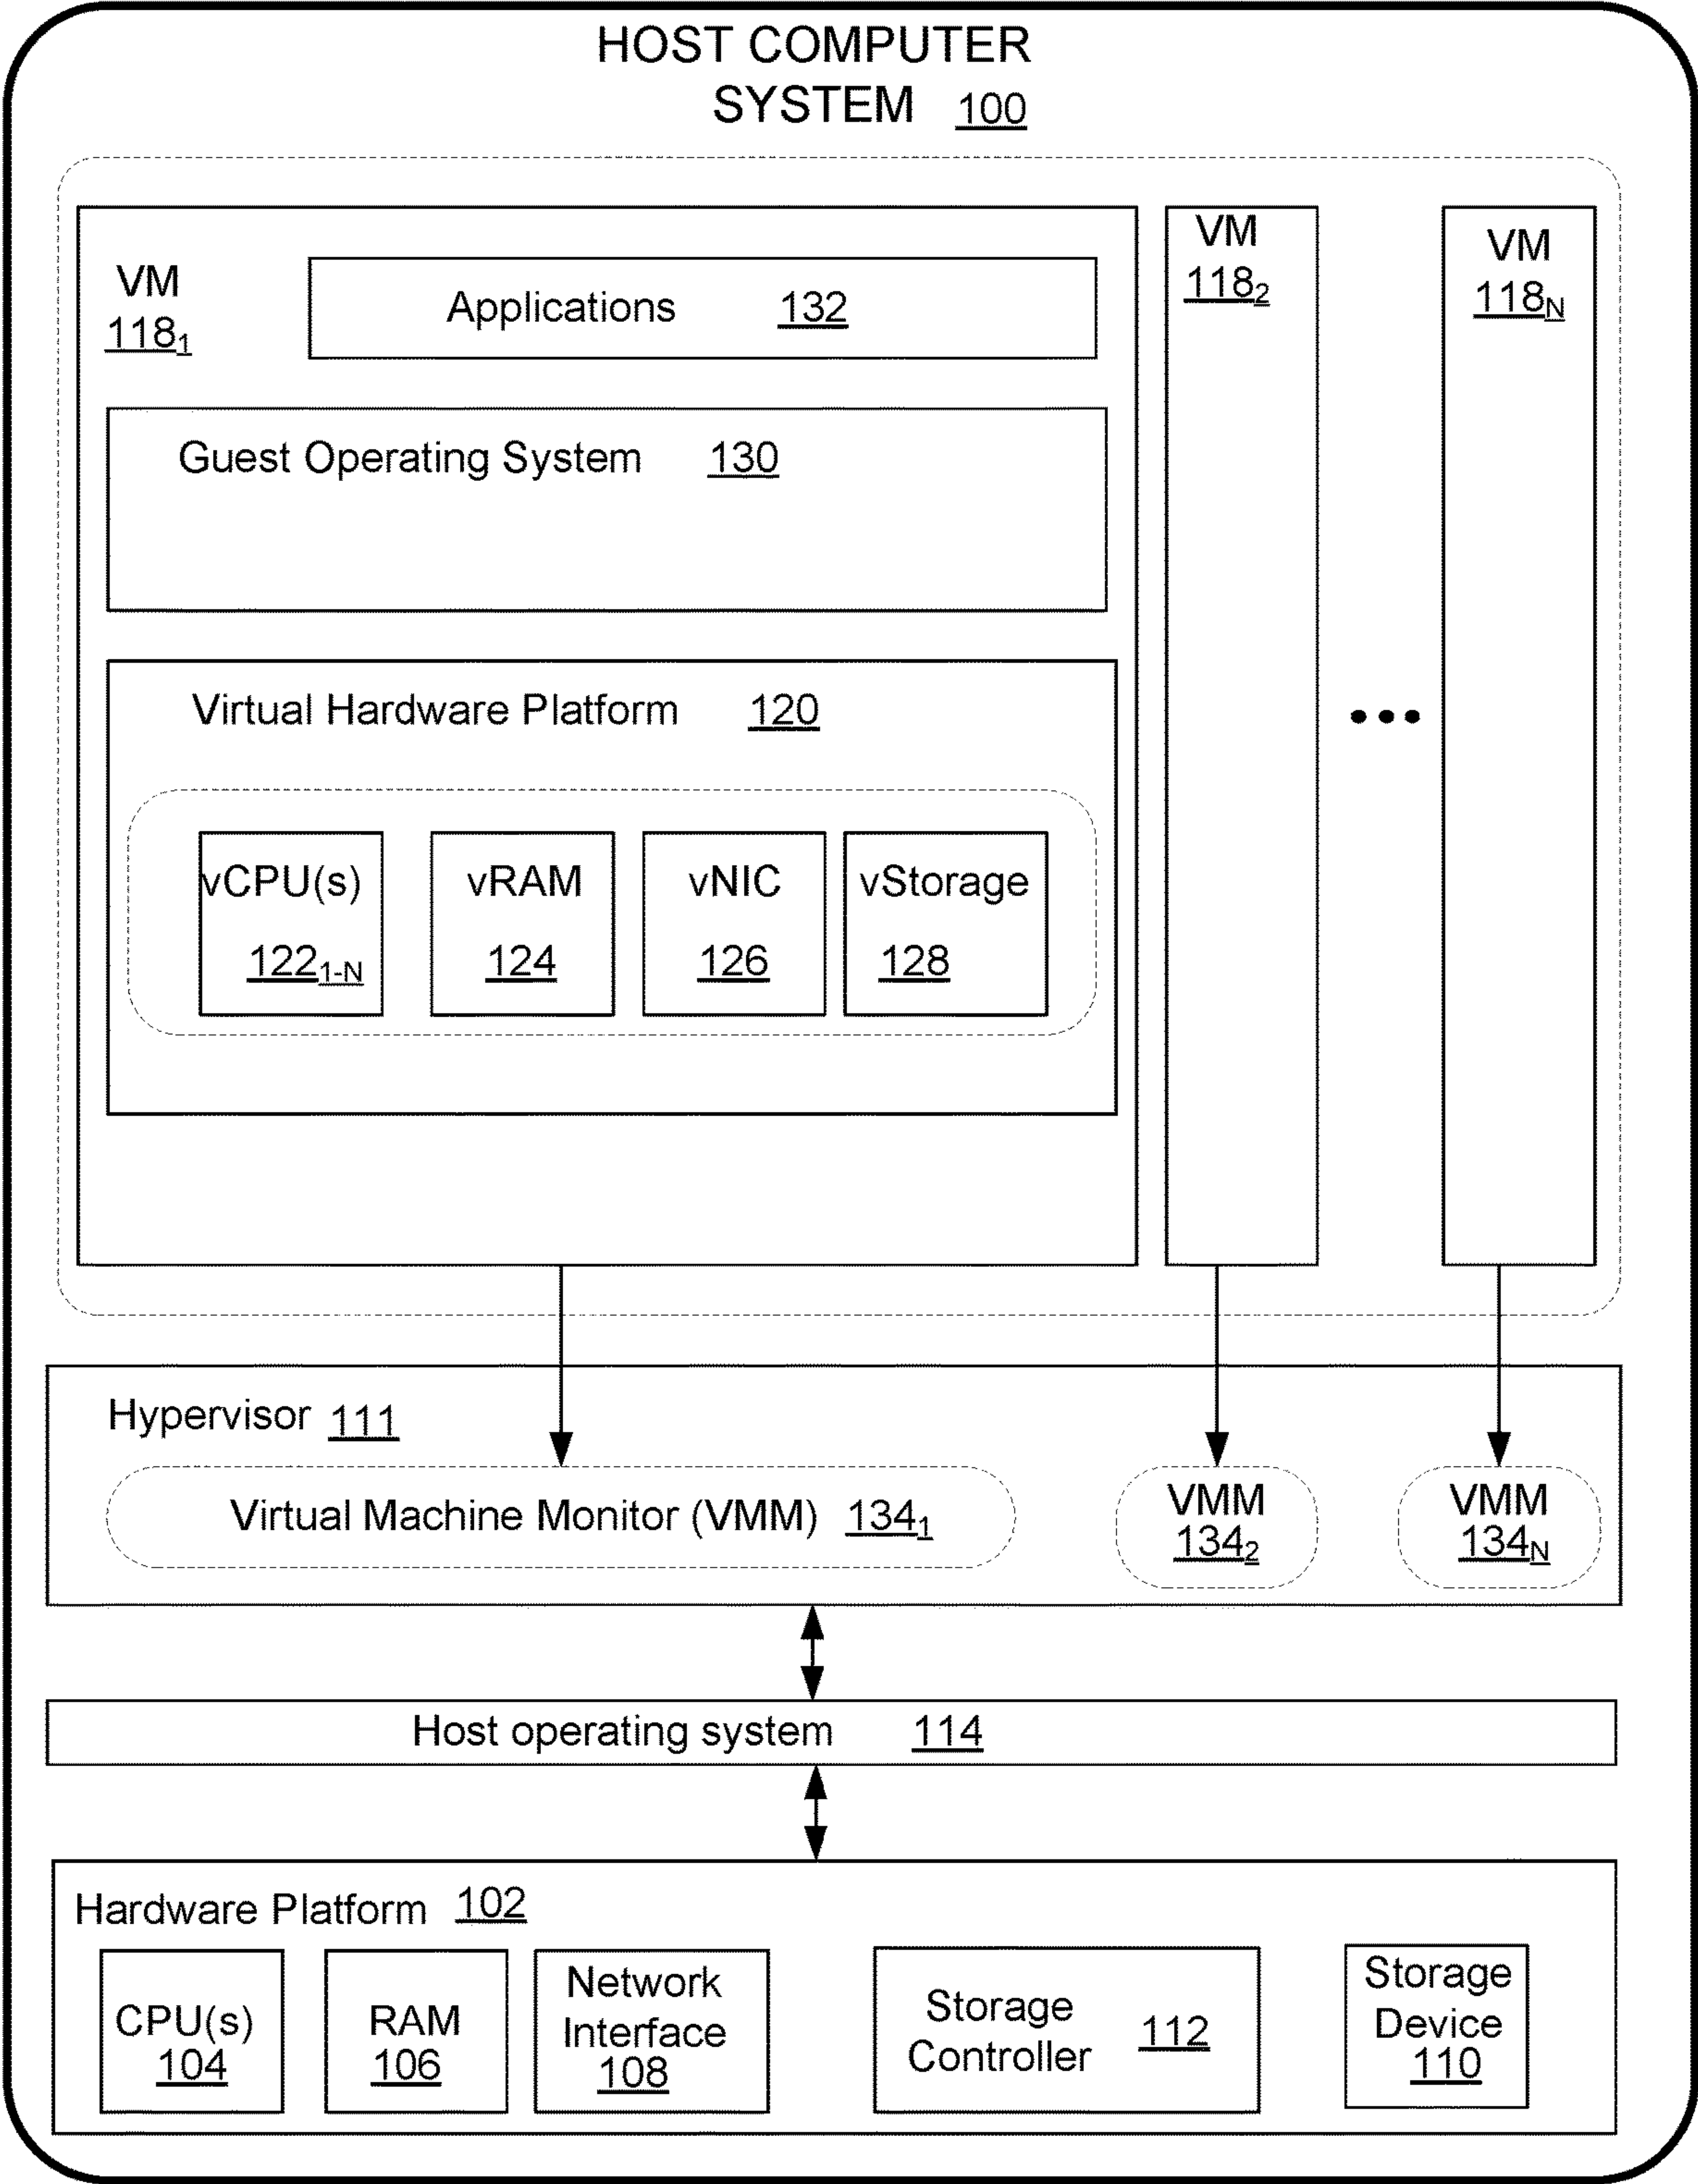 HOST COMPUTER
SYSTEM 100
VM
118₁
Applications 132
VM
118₂
VM
118N
Guest Operating System 130
Virtual Hardware Platform 120
vCPU(s)
122₁-N
vRAM
124
vNIC
126
vStorage
128
Hypervisor 111
Virtual Machine Monitor (VMM) 134₁
VMM
134₂
VMM
134N
Host operating system 114
Hardware Platform 102
CPU(s)
104
RAM
106
Network
Interface
108
Storage
Controller 112
Storage
Device
110